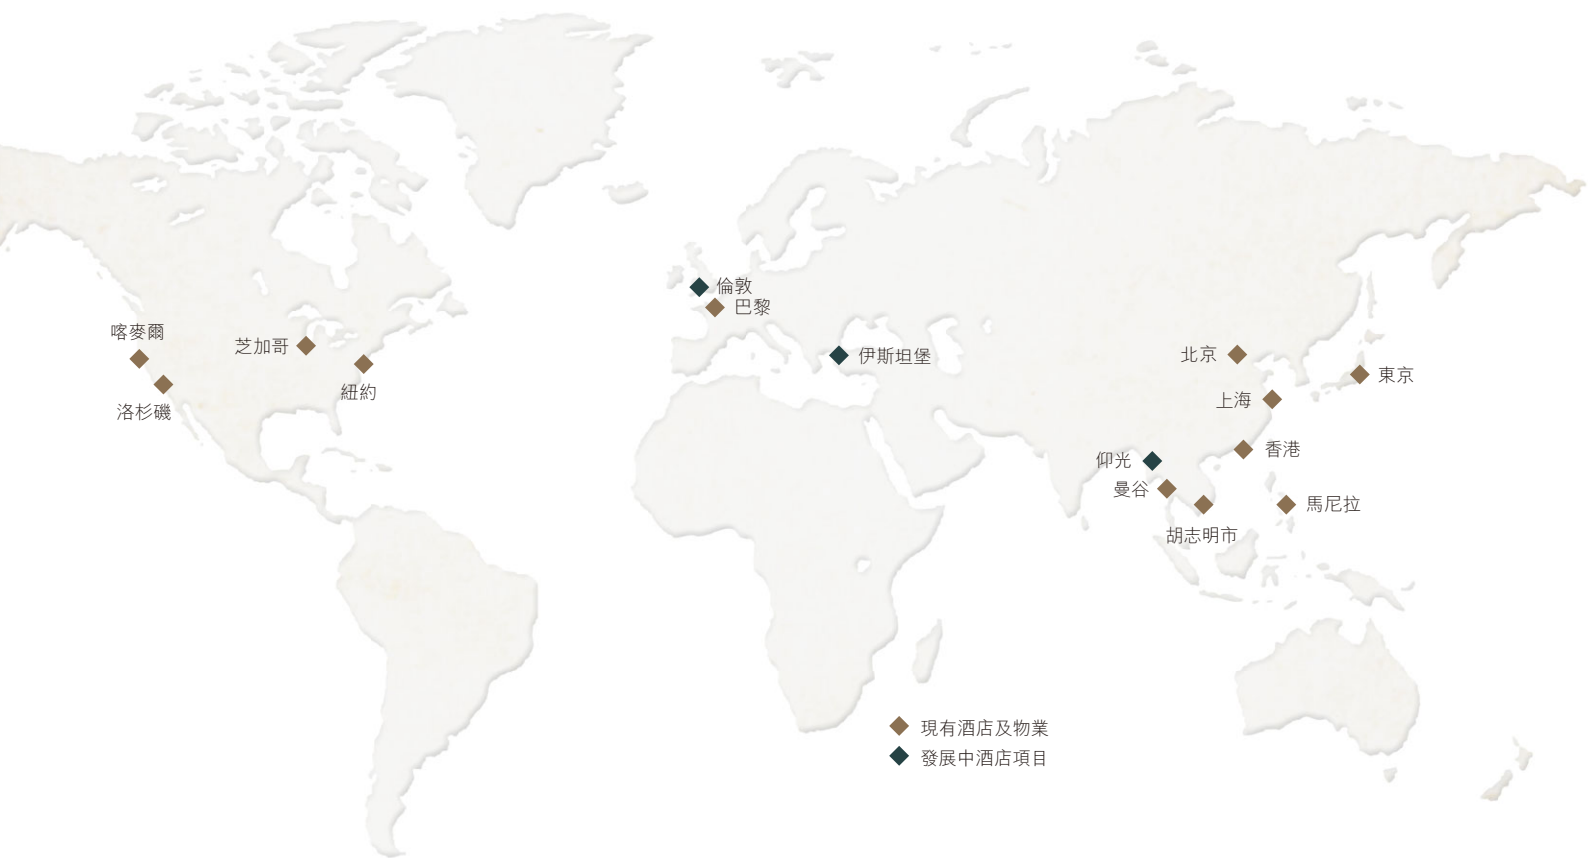 倫敦
巴黎
喀麥爾
芝加哥
伊斯坦堡
北京
紐約
東京
洛杉磯
上海
香港
仰光
曼谷
馬尼拉
胡志明市
現有酒店及物業
發展中酒店項目